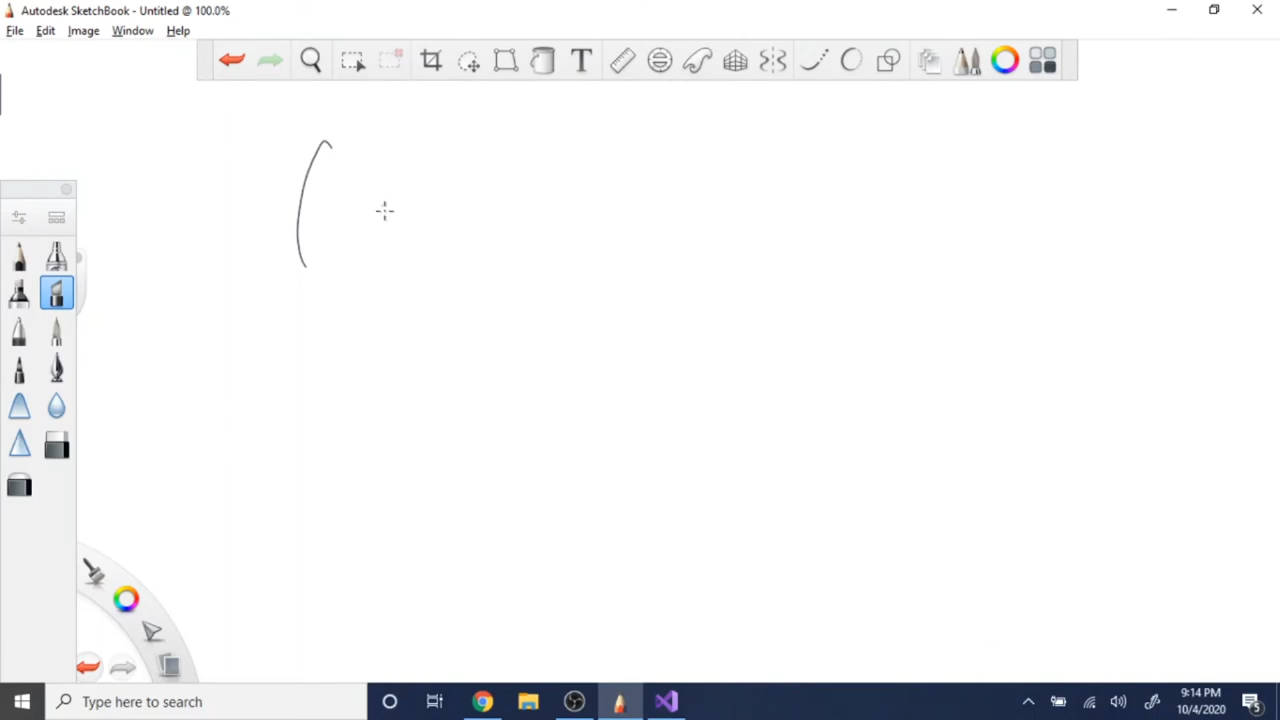 Autodesk SketchBook - Untitled @ 100.0%
File Edit Image Window Help
T
(
Type here to search
9:14 PM
10/4/2020
5